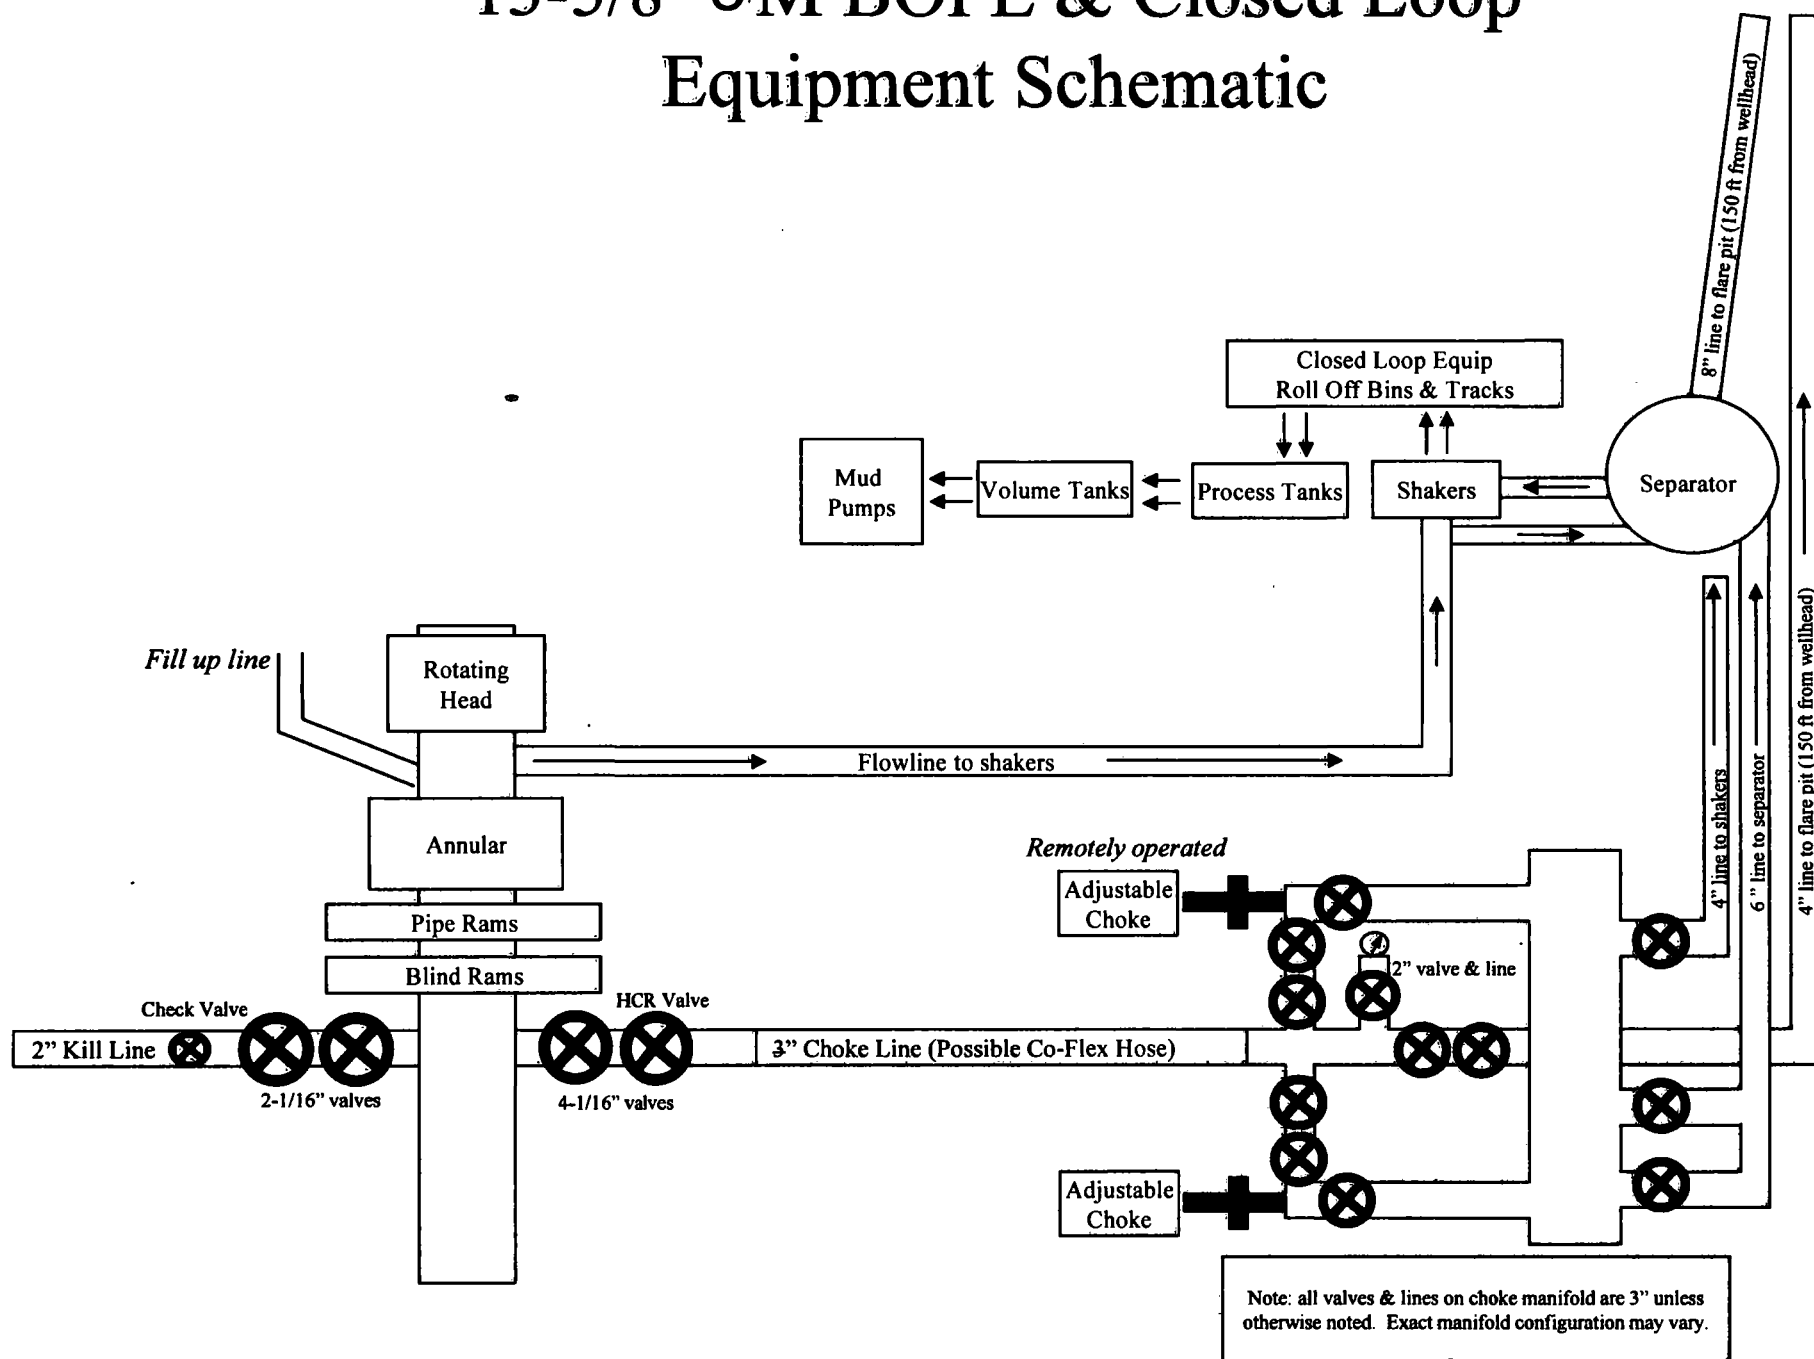 & Closed Loop
Equipment Schematic
8” line to flare pit (150 ft from wellhead)
Closed Loop Equip
Roll Off Bins & Tracks
Mud
Pumps
Volume Tanks
Process Tanks
Shakers
Separator
Fill up line
Rotating
Head
Flowline to shakers
Annular
Pipe Rams
Blind Rams
Remotely operated
Adjustable
Choke
2” valve & line
4” line to shakers
6 ” line to separator
4” line to flare pit (150 ft from wellhead)
Check Valve
HCR Valve
2” Kill Line
3” Choke Line (Possible Co-Flex Hose)
2-1/16” valves
4-1/16” valves
Adjustable
Choke
Note: all valves & lines on choke manifold are 3” unless
otherwise noted. Exact manifold configuration may vary.